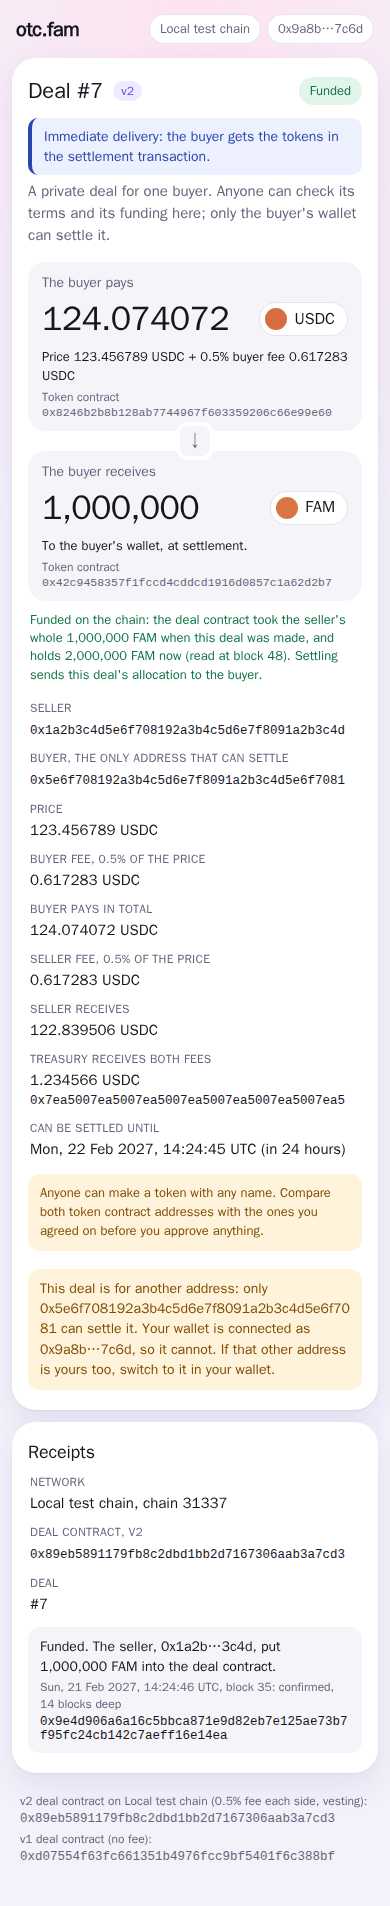 otc.fam
Local test chain
0x9a8b···7c6d
Deal #7 v2
Funded
Immediate delivery: the buyer gets the tokens in
the settlement transaction.
A private deal for one buyer. Anyone can check its
terms and its funding here; only the buyer's wallet
can settle it.
The buyer pays
124.074072
USDC
Price 123.456789 USDC + 0.5% buyer fee 0.617283
USDC
Token contract
0x8246b2b8b128ab7744967f603359206c66e99e60
↓
The buyer receives
1,000,000
FAM
To the buyer's wallet, at settlement.
Token contract
0x42c9458357f1fccd4cddcd1916d0857c1a62d2b7
Funded on the chain: the deal contract took the seller's
whole 1,000,000 FAM when this deal was made, and
holds 2,000,000 FAM now (read at block 48). Settling
sends this deal's allocation to the buyer.
SELLER
0x1a2b3c4d5e6f708192a3b4c5d6e7f8091a2b3c4d
BUYER, THE ONLY ADDRESS THAT CAN SETTLE
0x5e6f708192a3b4c5d6e7f8091a2b3c4d5e6f7081
PRICE
123.456789 USDC
BUYER FEE, 0.5% OF THE PRICE
0.617283 USDC
BUYER PAYS IN TOTAL
124.074072 USDC
SELLER FEE, 0.5% OF THE PRICE
0.617283 USDC
SELLER RECEIVES
122.839506 USDC
TREASURY RECEIVES BOTH FEES
1.234566 USDC
0x7ea5007ea5007ea5007ea5007ea5007ea5007ea5
CAN BE SETTLED UNTIL
Mon, 22 Feb 2027, 14:24:45 UTC (in 24 hours)
Anyone can make a token with any name. Compare
both token contract addresses with the ones you
agreed on before you approve anything.
This deal is for another address: only
0x5e6f708192a3b4c5d6e7f8091a2b3c4d5e6f70
81 can settle it. Your wallet is connected as
0x9a8b···7c6d, so it cannot. If that other address
is yours too, switch to it in your wallet.
Receipts
NETWORK
Local test chain, chain 31337
DEAL CONTRACT, V2
0x89eb5891179fb8c2dbd1bb2d7167306aab3a7cd3
DEAL
#7
Funded. The seller, 0x1a2b···3c4d, put
1,000,000 FAM into the deal contract.
Sun, 21 Feb 2027, 14:24:46 UTC, block 35: confirmed,
14 blocks deep
0x9e4d906a6a16c5bbca871e9d82eb7e125ae73b7
f95fc24cb142c7aeff16e14ea
v2 deal contract on Local test chain (0.5% fee each side, vesting):
0x89eb5891179fb8c2dbd1bb2d7167306aab3a7cd3
v1 deal contract (no fee):
0xd07554f63fc661351b4976fcc9bf5401f6c388bf